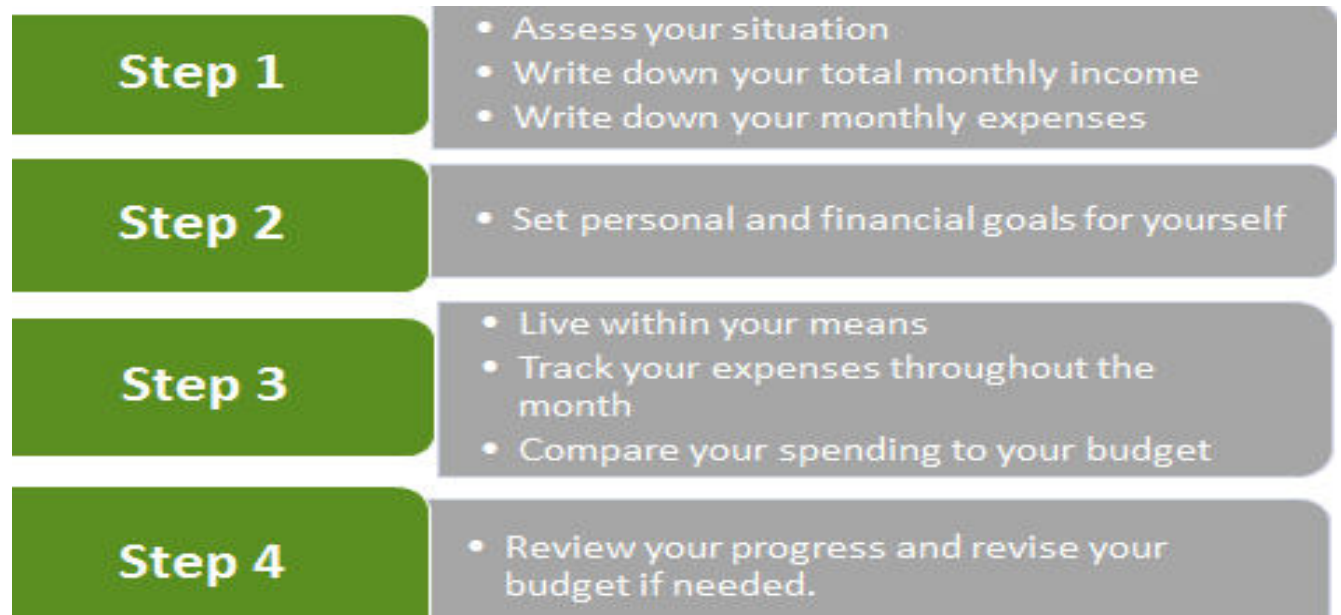 Step 1
• Assess your situation
• Write down your total monthly income
• Write down your monthly expenses
Step 2
• Set personal and financial goals for yourself
Step 3
• Live within your means
• Track your expenses throughout the
month
• Compare your spending to your budget
Step 4
• Review your progress and revise your
budget if needed.